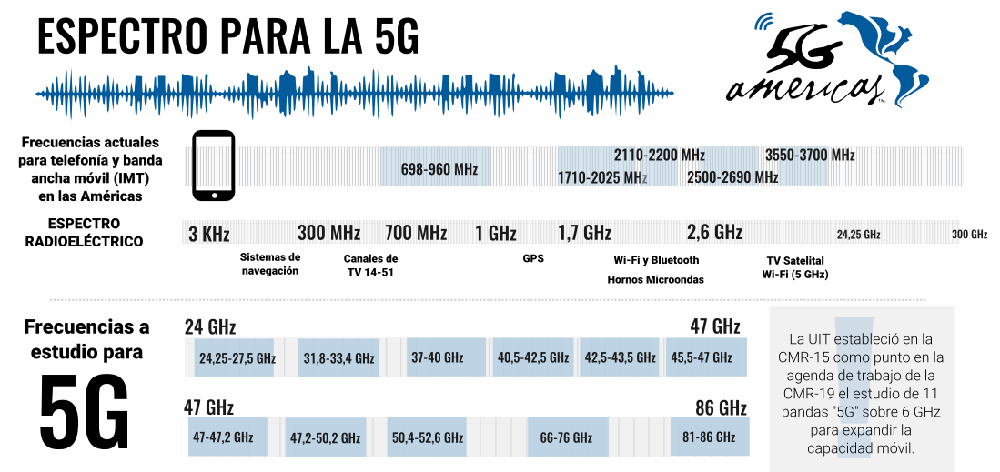 ESPECTRO PARA LA 5G
5G
americas™
Frecuencias actuales
para telefonía y banda
ancha móvil (IMT)
en las Américas
698-960 MHz
2110-2200 MHz
3550-3700 MHz
1710-2025 MHz
2500-2690 MHz
ESPECTRO
RADIOELÉCTRICO
3 KHz 300 MHz 700 MHz 1 GHz 1,7 GHz 2,6 GHz 24,25 GHz 300 GHz
Sistemas de
navegación
Canales de
TV 14-51
GPS
Wi-Fi y Bluetooth
Hornos Microondas
TV Satelital
Wi-Fi (5 GHz)
Frecuencias a
estudio para
5G
24 GHz 47 GHz
24,25-27,5 GHz 31,8-33,4 GHz 37-40 GHz 40,5-42,5 GHz 42,5-43,5 GHz 45,5-47 GHz
47 GHz 86 GHz
47-47,2 GHz 47,2-50,2 GHz 50,4-52,6 GHz 66-76 GHz 81-86 GHz
La UIT estableció en la
CMR-15 como punto en la
agenda de trabajo de la
CMR-19 el estudio de 11
bandas "5G" sobre 6 GHz
para expandir la
capacidad móvil.